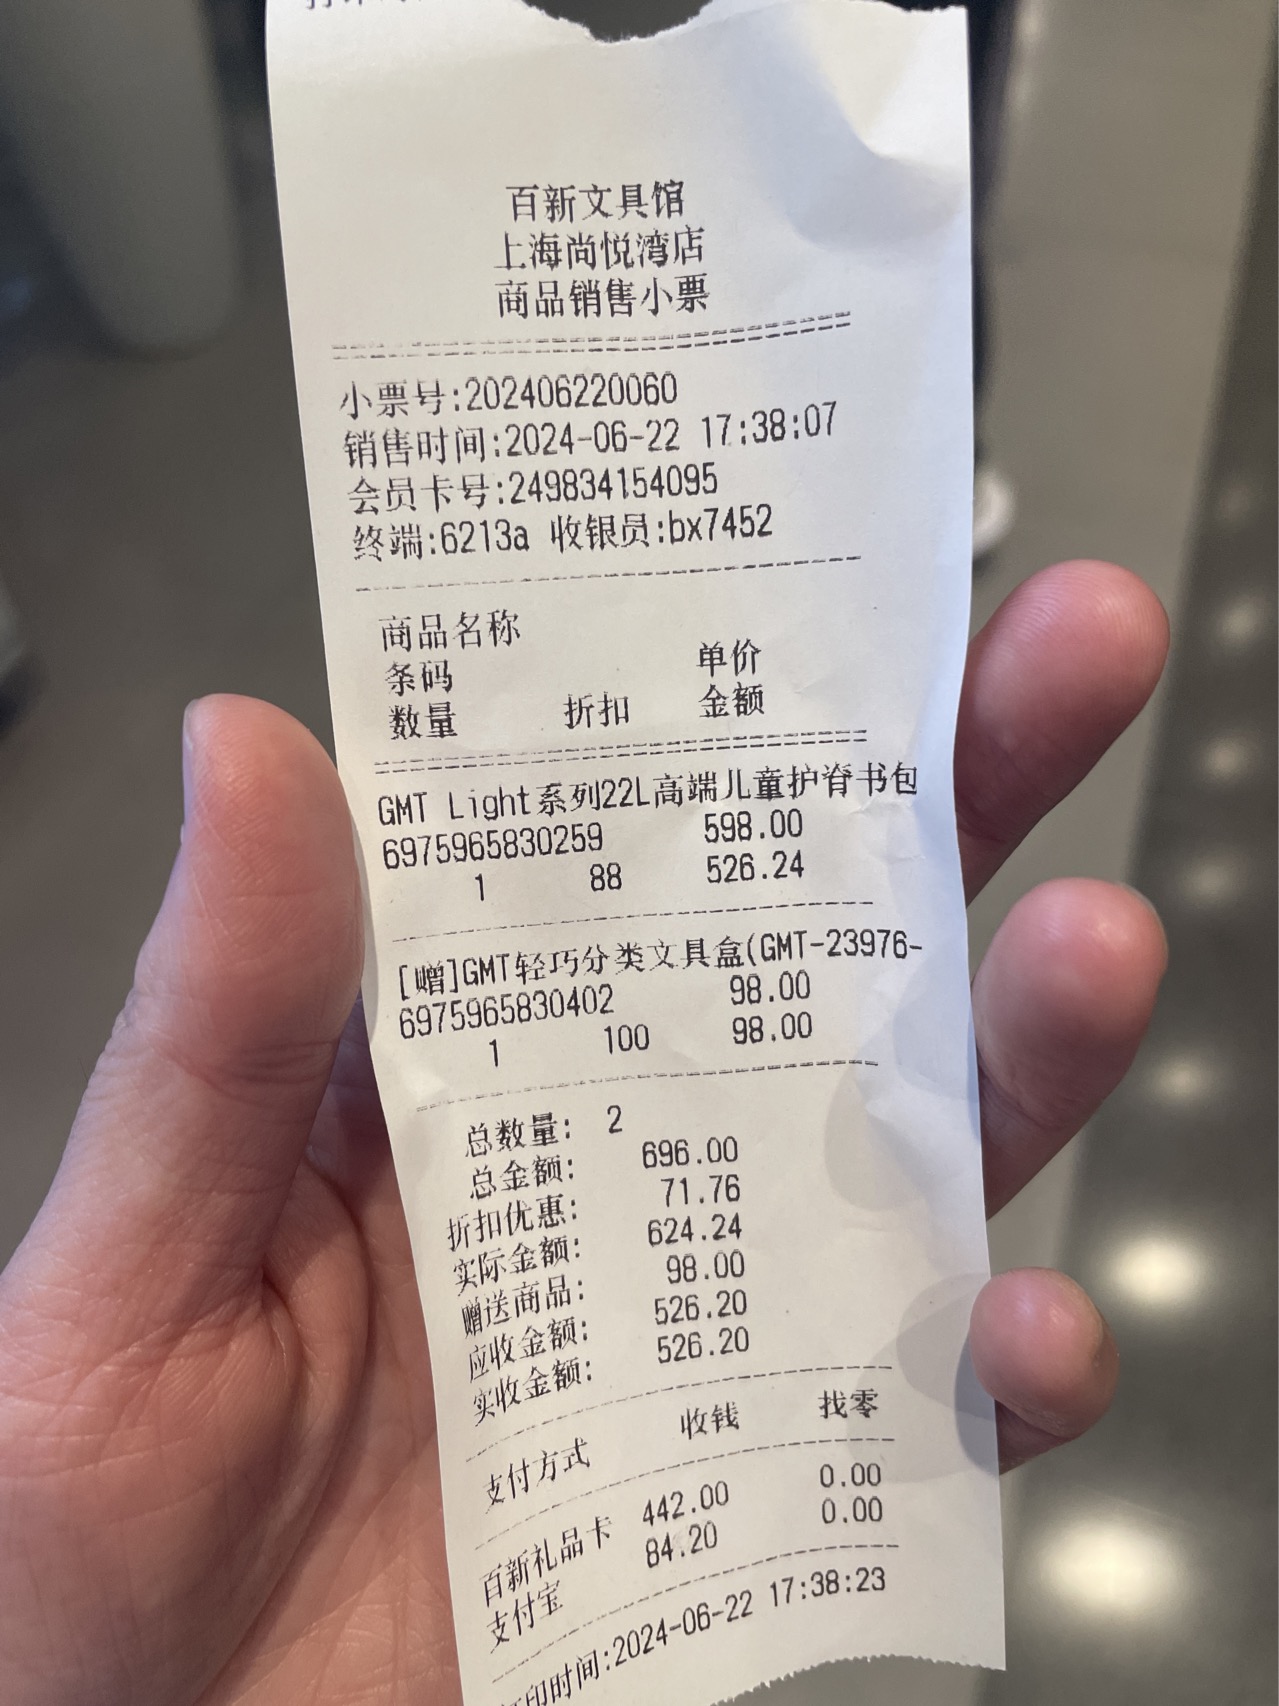 百新文具馆
上海尚悦湾店
商品销售小票
小票号:202406220060
销售时间:2024-06-22 17:38:07
会员卡号:249834154095
终端:6213a 收银员:bx7452
商品名称
条码 单价
数量 折扣 金额
GMT Light系列22L高端儿童护脊书包
6975965830259 598.00
1 88 526.24
[赠]GMT轻巧分类文具盒(GMT-23976-
6975965830402 98.00
1 100 98.00
总数量: 2
总金额: 696.00
折扣优惠: 71.76
实际金额: 624.24
赠送商品: 98.00
应收金额: 526.20
实收金额: 526.20
支付方式 收钱 找零
百新礼品卡 442.00 0.00
支付宝 84.20 0.00
印时间:2024-06-22 17:38:23